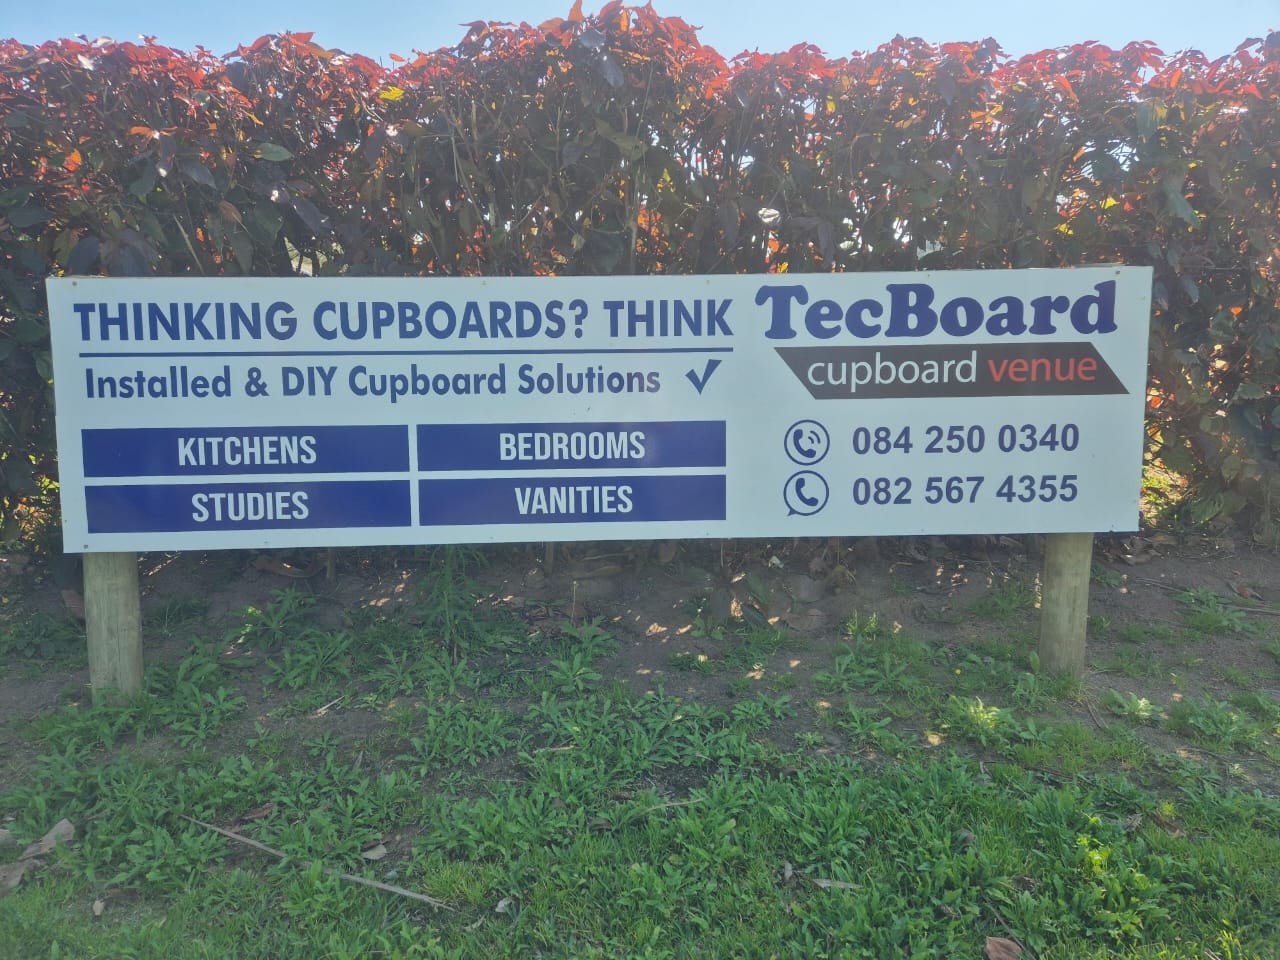 THINKING CUPBOARDS? THINK
TecBoard
cupboard venue
Installed & DIY Cupboard Solutions
KITCHENS
BEDROOMS
STUDIES
VANITIES
084 250 0340
082 567 4355